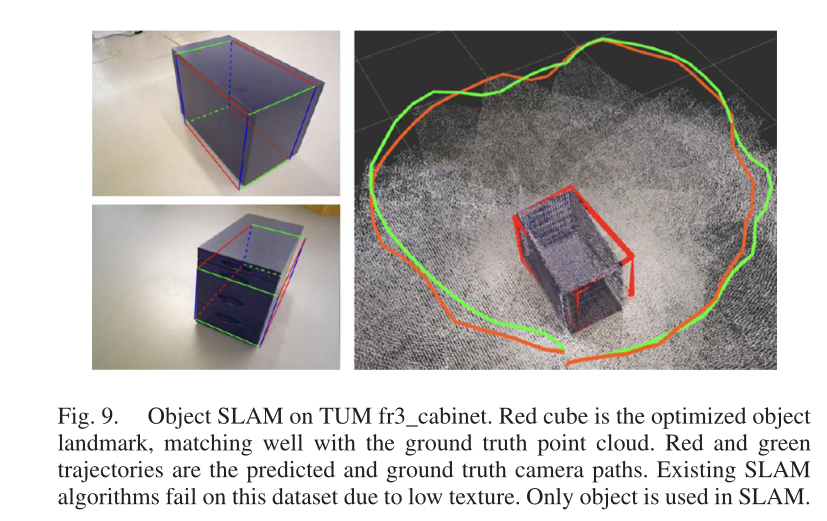 Fig. 9. Object SLAM on TUM fr3_cabinet. Red cube is the optimized object
landmark, matching well with the ground truth point cloud. Red and green
trajectories are the predicted and ground truth camera paths. Existing SLAM
algorithms fail on this dataset due to low texture. Only object is used in SLAM.